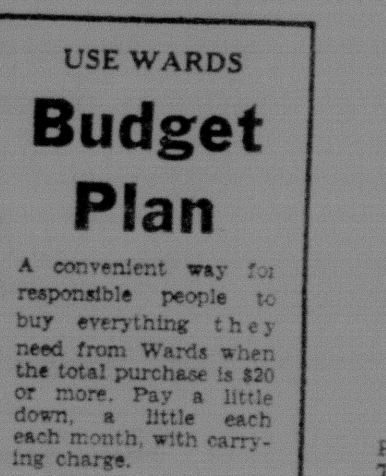 USE WARDS
Budget
Plan
A convenient way for
responsible people to
buy everything they
need from Wards when
the total purchase is $20
or more. Pay a little
down, a little each
each month, with carry-
ing charge.